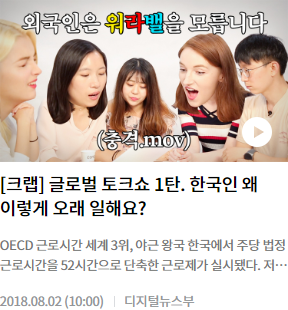 외국인은 워라밸을 모릅니다
(충격.mov)
[크랩] 글로벌 토크쇼 1탄. 한국인 왜
이렇게 오래 일해요?
OECD 근로시간 세계 3위, 야근 왕국 한국에서 주당 법정
근로시간을 52시간으로 단축한 근로제가 실시됐다. 저…
2018.08.02 (10:00) | 디지털뉴스부